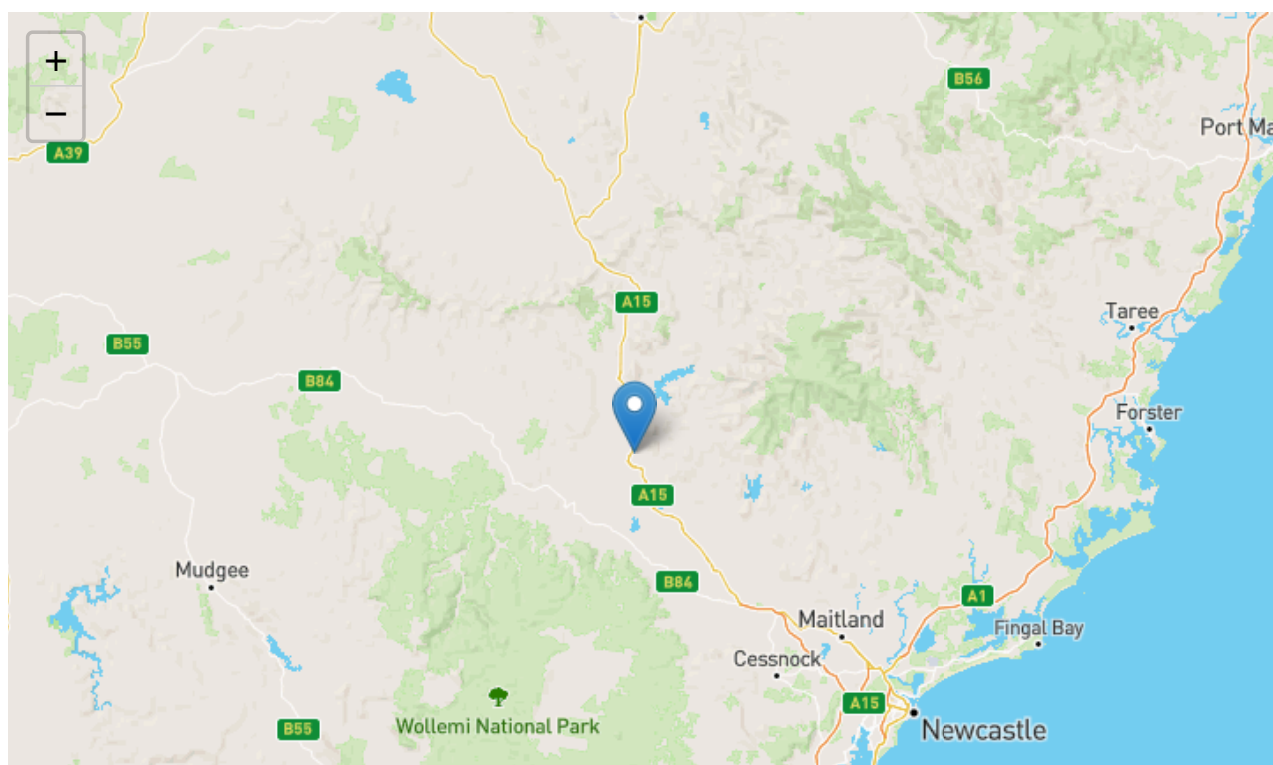 +
−
B56
Port Ma
A39
A15
Taree
B55
B84
Forster
A15
Mudgee
B84
A1
Maitland
Fingal Bay
Cessnock
A15
Wollemi National Park
B55
Newcastle